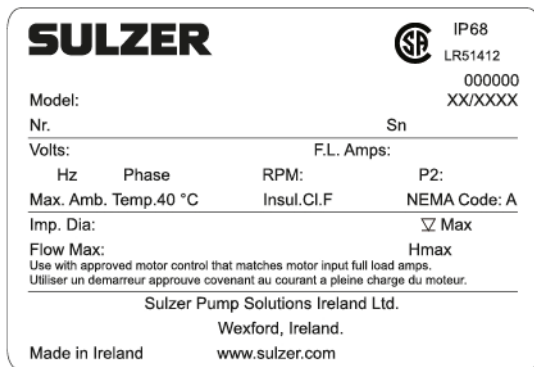 SULZER
SA IP68
LR51412
000000
Model: XX/XXXX
Nr. Sn
Volts: F.L. Amps:
Hz Phase RPM: P2:
Max. Amb. Temp.40 °C Insul.Cl.F NEMA Code: A
Imp. Dia: ▽ Max
Flow Max: Hmax
Use with approved motor control that matches motor input full load amps.
Utiliser un demarreur approuve covenant au courant a pleine charge du moteur.
Sulzer Pump Solutions Ireland Ltd.
Wexford, Ireland.
Made in Ireland www.sulzer.com